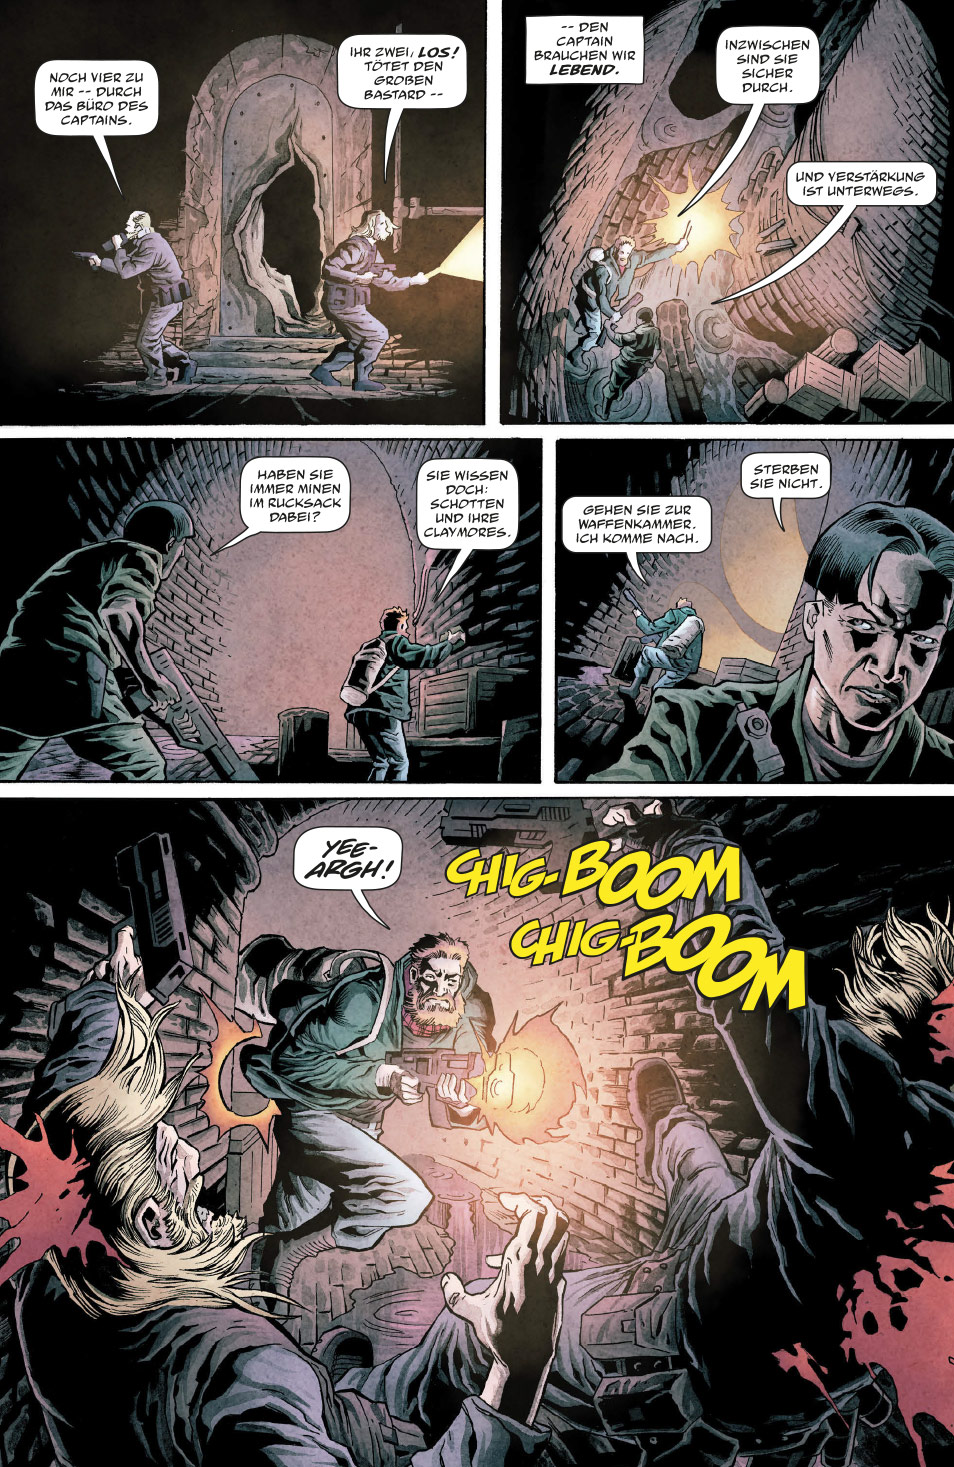 NOCH VIER ZU
MIR -- DURCH
DAS BÜRO DES
CAPTAINS.
IHR ZWEI, LOS!
TÖTET DEN
GROBEN
BASTARD --
-- DEN
CAPTAIN
BRAUCHEN WIR
LEBEND.
INZWISCHEN
SIND SIE
SICHER
DURCH.
UND VERSTÄRKUNG
IST UNTERWEGS.
HABEN SIE
IMMER MINEN
IM RUCKSACK
DABEI?
SIE WISSEN
DOCH:
SCHOTTEN
UND IHRE
CLAYMORES.
GEHEN SIE ZUR
WAFFENKAMMER.
ICH KOMME NACH.
STERBEN
SIE NICHT.
YEE-
ARGH!
CHIG-BOOM
CHIG-BOOM